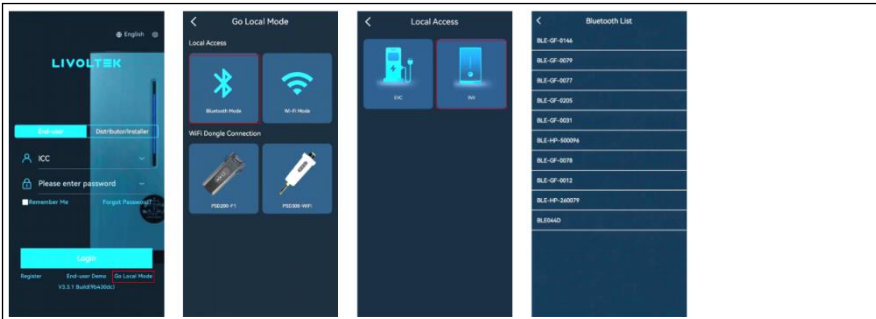 English
LIVOLTEK
End-user Distributor/Installer
ICC
Please enter password
Remember Me Forgot Password?
Login
Register End-user Demo Go Local Mode
Go Local Mode
Local Access
Bluetooth Mode Wi-Fi Mode
WiFi Dongle Connection
Local Access
EVC INV
Bluetooth List
BLE-GF-0146
BLE-GF-0079
BLE-GF-0077
BLE-GF-0205
BLE-GF-0031
BLE-HP-500096
BLE-GF-0078
BLE-GF-0012
BLE-HP-260079
BLE044D